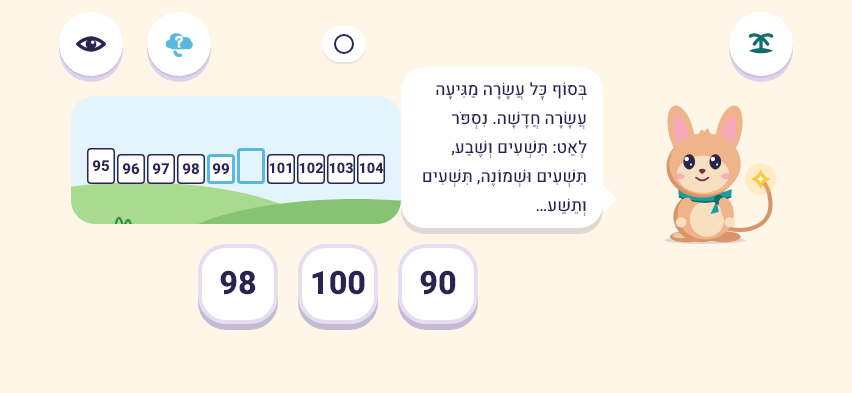 ?
בְּסוֹף כָּל עֲשָׂרָה מַגִּיעָה
עֲשָׂרָה חֲדָשָׁה. נִסְפֹּר
לְאַט: תִּשְׁעִים וְשֶׁבַע,
תִּשְׁעִים וּשְׁמוֹנֶה, תִּשְׁעִים
וְתֵשַׁע...
95 96 97 98 99 101 102 103 104
98 100 90